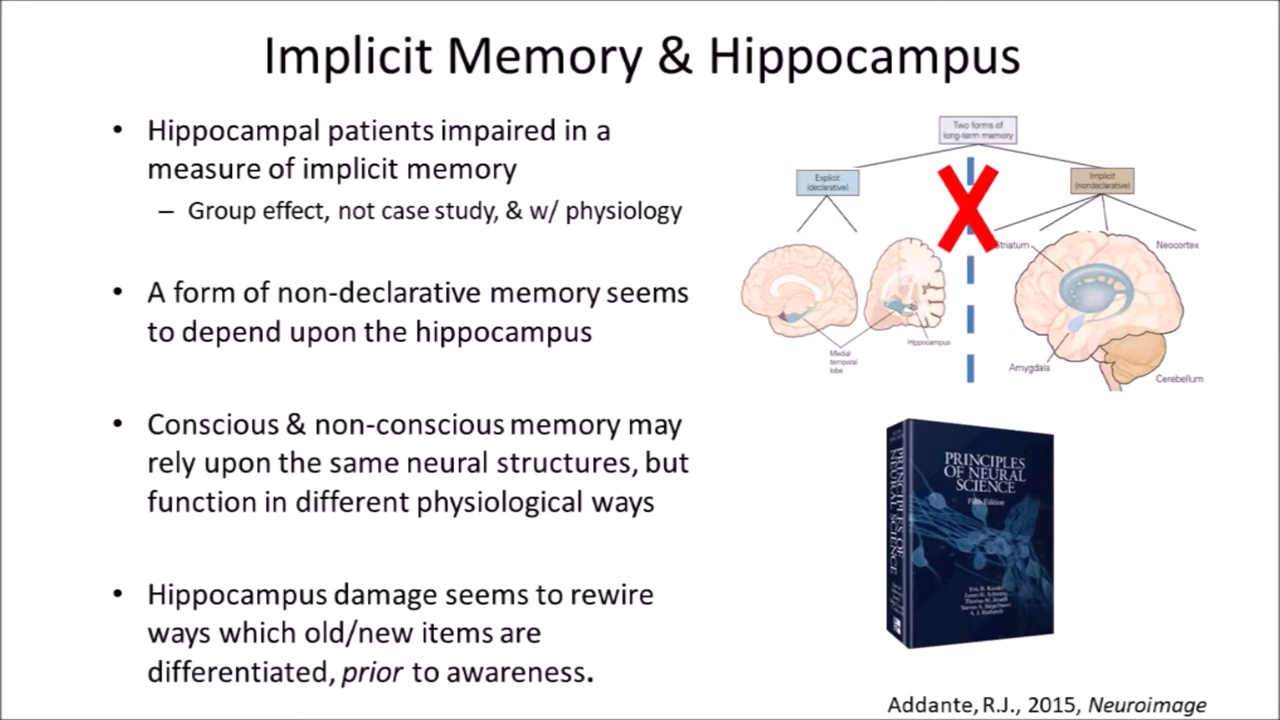 Implicit Memory & Hippocampus
• Hippocampal patients impaired in a
measure of implicit memory
– Group effect, not case study, & w/ physiology
• A form of non-declarative memory seems
to depend upon the hippocampus
• Conscious & non-conscious memory may
rely upon the same neural structures, but
function in different physiological ways
• Hippocampus damage seems to rewire
ways which old/new items are
differentiated, prior to awareness.
Two forms of
long-term memory
Explicit
(declarative)
Implicit
(nondeclarative)
Striatum
Neocortex
Hippocampus
Medial
temporal
lobe
Amygdala
Cerebellum
PRINCIPLES
OF NEURAL
SCIENCE
Fifth Edition
PRINCIPLES OF
NEURAL SCIENCE
Addante, R.J., 2015, Neuroimage